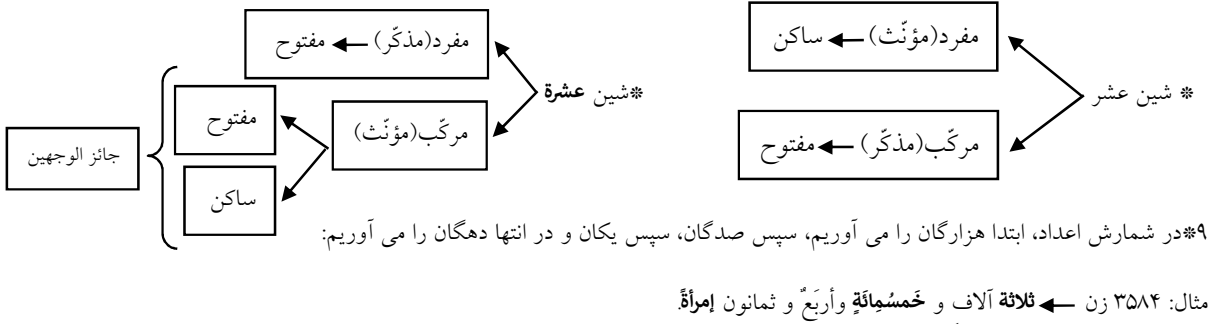 * شین عشر
مفرد(مؤنّث) ← ساکن
مرکّب(مذکّر) ← مفتوح
*شین عشرة
مفرد(مذکّر) ← مفتوح
مرکّب(مؤنّث)
مفتوح
ساکن
جائز الوجهین
۹*در شمارش اعداد، ابتدا هزارگان را می آوریم، سپس صدگان، سپس یکان و در انتها دهگان را می آوریم:
مثال: ۳۵۸۴ زن ← ثلاثة آلاف و خَمسُمِائَةٍ وأربَعٌ و ثمانون إمرأةً.